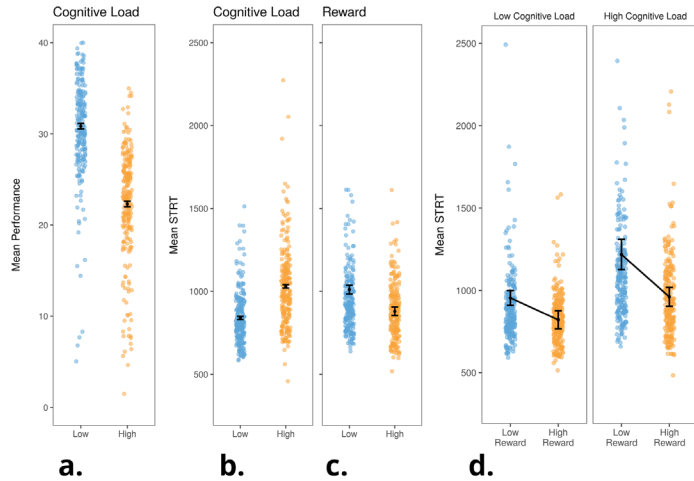 Cognitive Load
Cognitive Load
Reward
Low Cognitive Load
High Cognitive Load
Mean Performance
40
30
20
10
0
Low
High
Mean STRT
2500
2000
1500
1000
500
Low
High
Low
High
Mean STRT
2500
2000
1500
1000
500
Low
Reward
High
Reward
Low
Reward
High
Reward
a.
b.
c.
d.